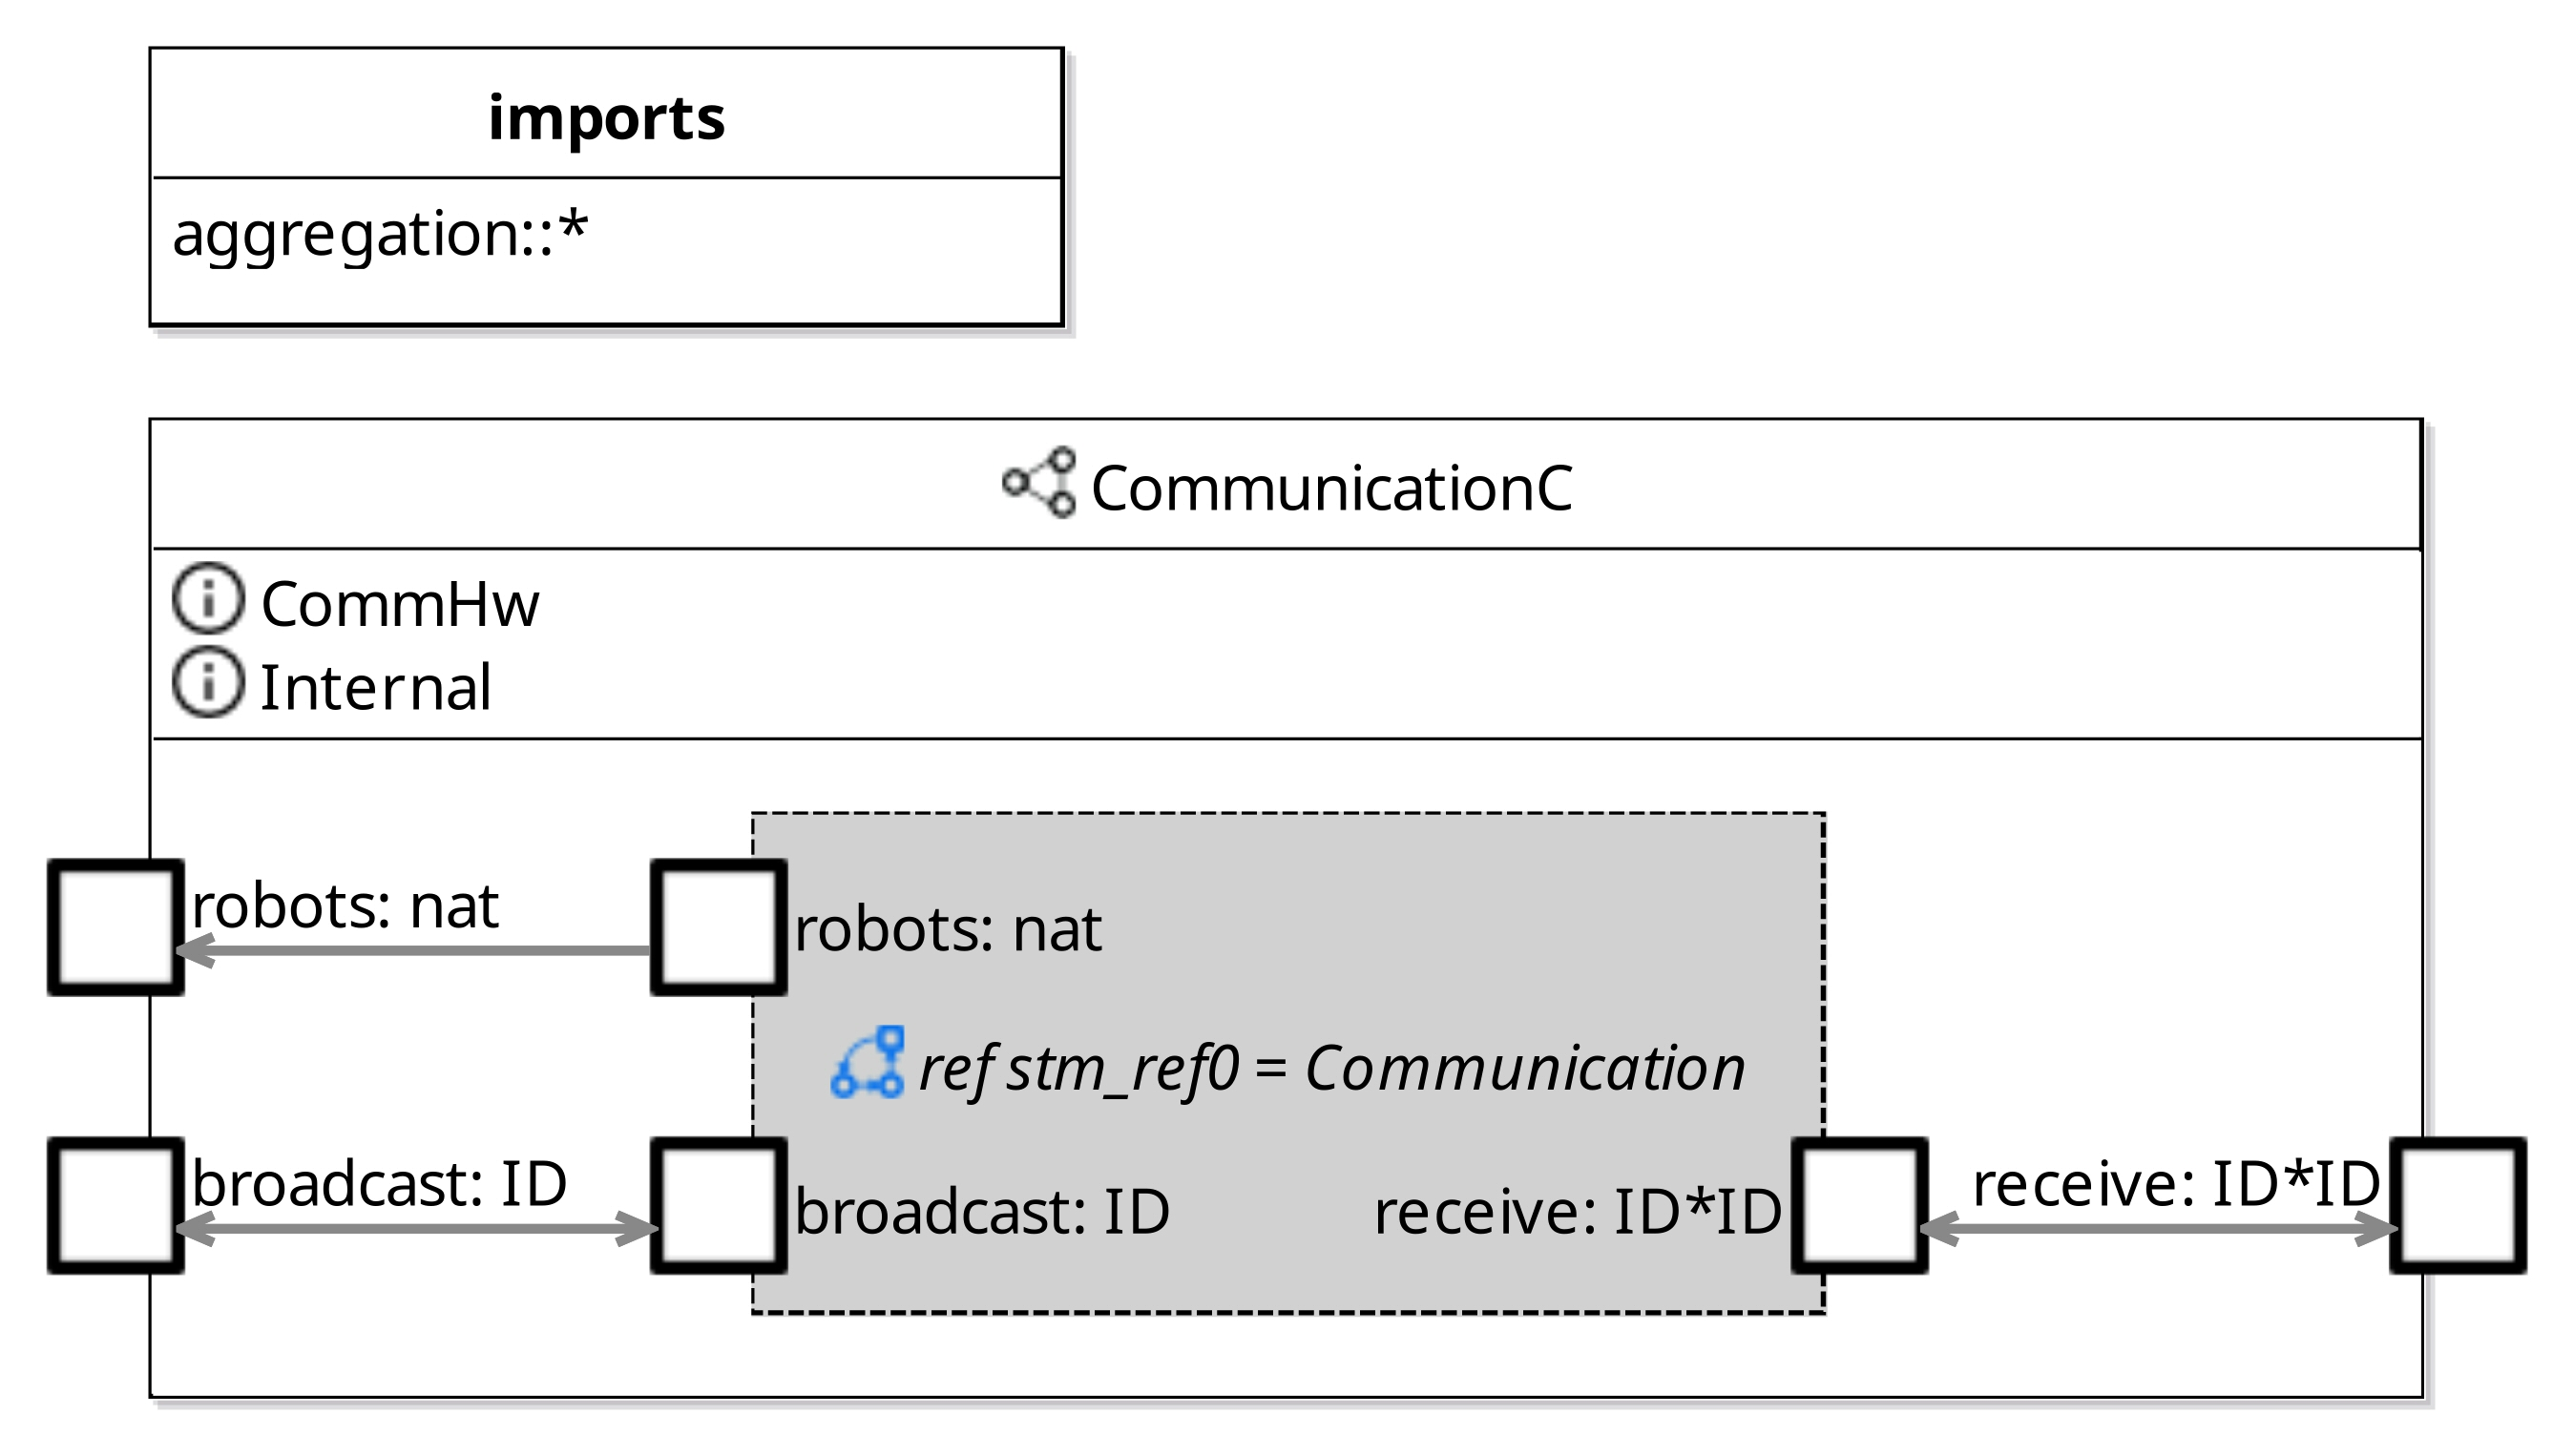 imports
aggregation::*
CommunicationC
CommHw
Internal
robots: nat
robots: nat
ref stm_ref0 = Communication
broadcast: ID
broadcast: ID
receive: ID*ID
receive: ID*ID